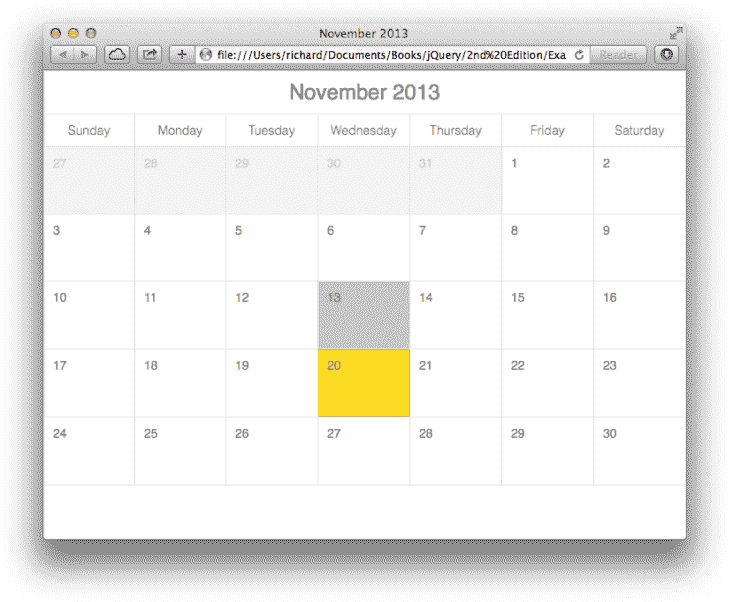 November 2013
file:///Users/richard/Documents/Books/jQuery/2nd%20Edition/Exa Reader
November 2013
Sunday Monday Tuesday Wednesday Thursday Friday Saturday
27 28 29 30 31 1 2
3 4 5 6 7 8 9
10 11 12 13 14 15 16
17 18 19 20 21 22 23
24 25 26 27 28 29 30